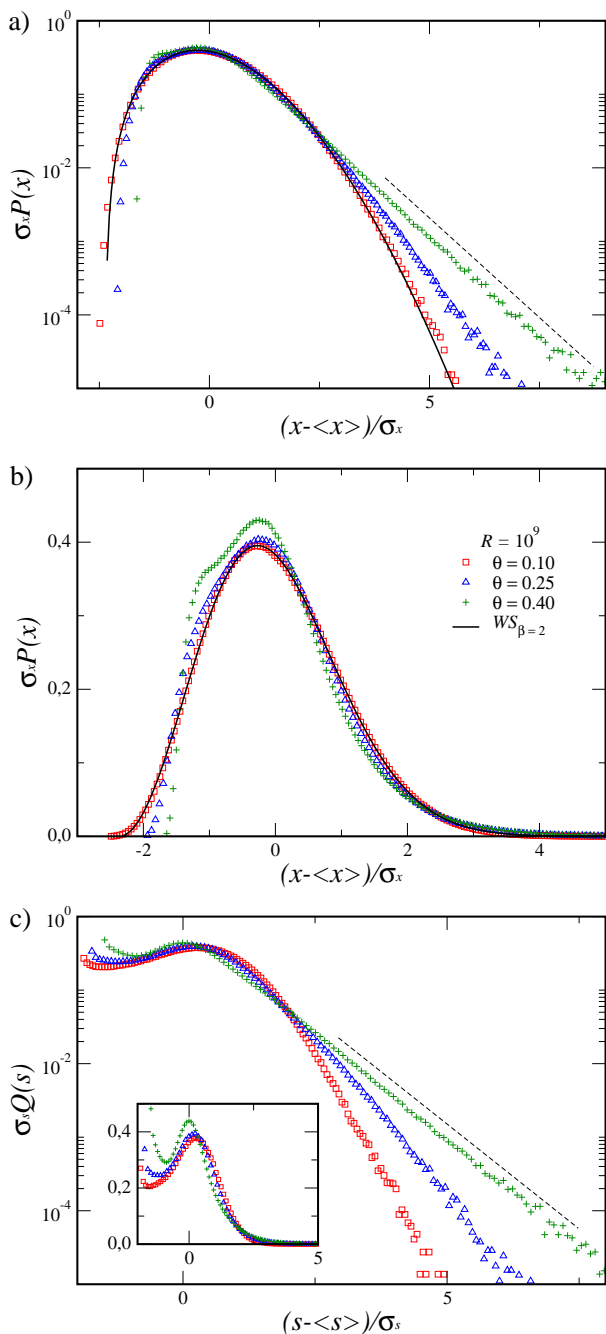 a)
10^0
10^-2
10^-4
σ_xP(x)
0
5
(x-<x>)/σ_x
b)
0,4
0,2
0,0
σ_xP(x)
R = 10^9
θ = 0.10
θ = 0.25
θ = 0.40
WS_β = 2
-2
0
2
4
(x-<x>)/σ_x
c)
10^0
10^-2
10^-4
σ_sQ(s)
0,4
0,2
0,0
0
5
0
5
(s-<s>)/σ_s